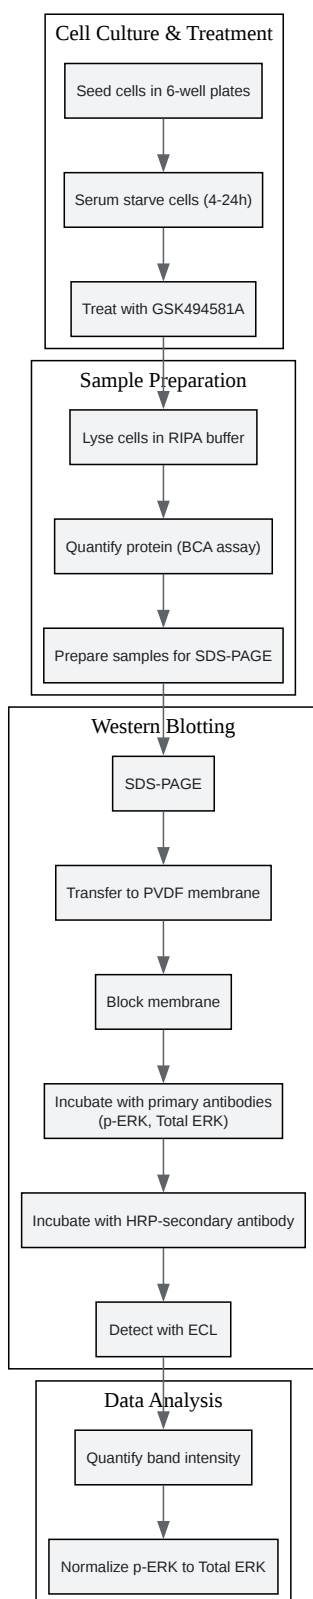 Cell Culture & Treatment
Seed cells in 6-well plates
Serum starve cells (4-24h)
Treat with GSK494581A
Sample Preparation
Lyse cells in RIPA buffer
Quantify protein (BCA assay)
Prepare samples for SDS-PAGE
Western Blotting
SDS-PAGE
Transfer to PVDF membrane
Block membrane
Incubate with primary antibodies
(p-ERK, Total ERK)
Incubate with HRP-secondary antibody
Detect with ECL
Data Analysis
Quantify band intensity
Normalize p-ERK to Total ERK